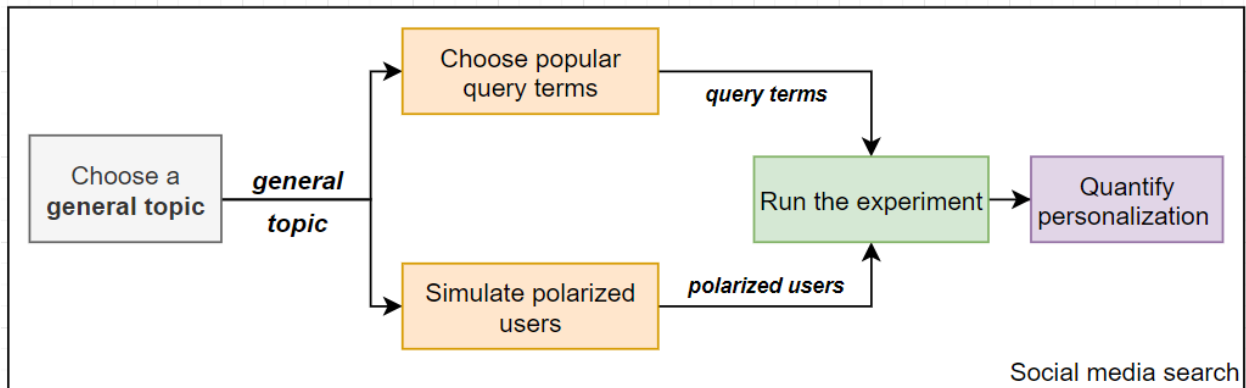 Choose a
general topic
general
topic
Choose popular
query terms
query terms
Simulate polarized
users
polarized users
Run the experiment
Quantify
personalization
Social media search